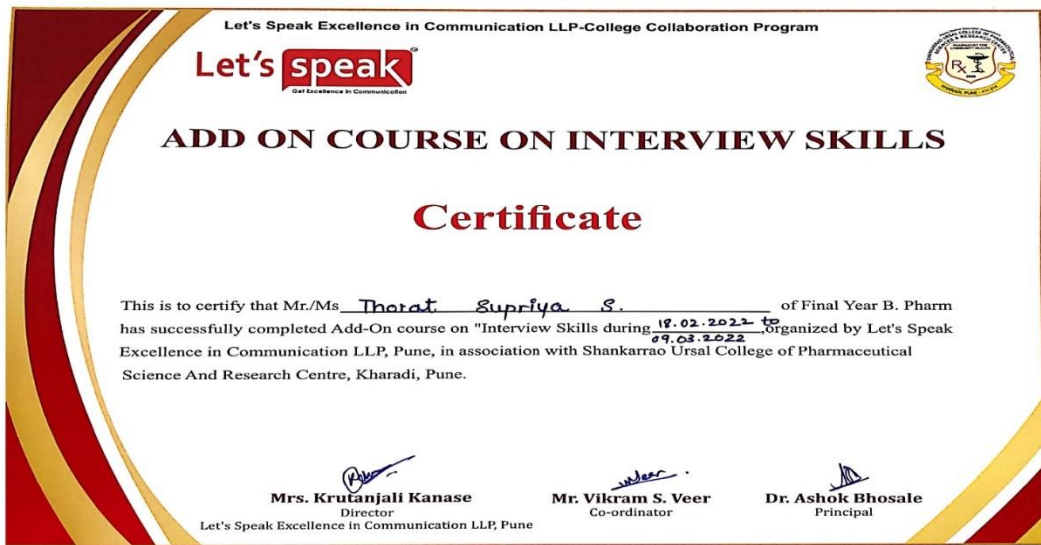 Let's Speak Excellence in Communication LLP-College Collaboration Program
Let's speak
Get Excellence in Communication
PHARMACIST FOR
COMMUNITY HEALTH
Rx
ADD ON COURSE ON INTERVIEW SKILLS
Certificate
This is to certify that Mr./Ms Thorat Supriya S. of Final Year B. Pharm
has successfully completed Add-On course on "Interview Skills during 18.02.2022 to 09.03.2022 ,organized by Let's Speak
Excellence in Communication LLP, Pune, in association with Shankarrao Ursal College of Pharmaceutical
Science And Research Centre, Kharadi, Pune.
Mrs. Krutanjali Kanase
Director
Let's Speak Excellence in Communication LLP, Pune
Mr. Vikram S. Veer
Co-ordinator
Dr. Ashok Bhosale
Principal